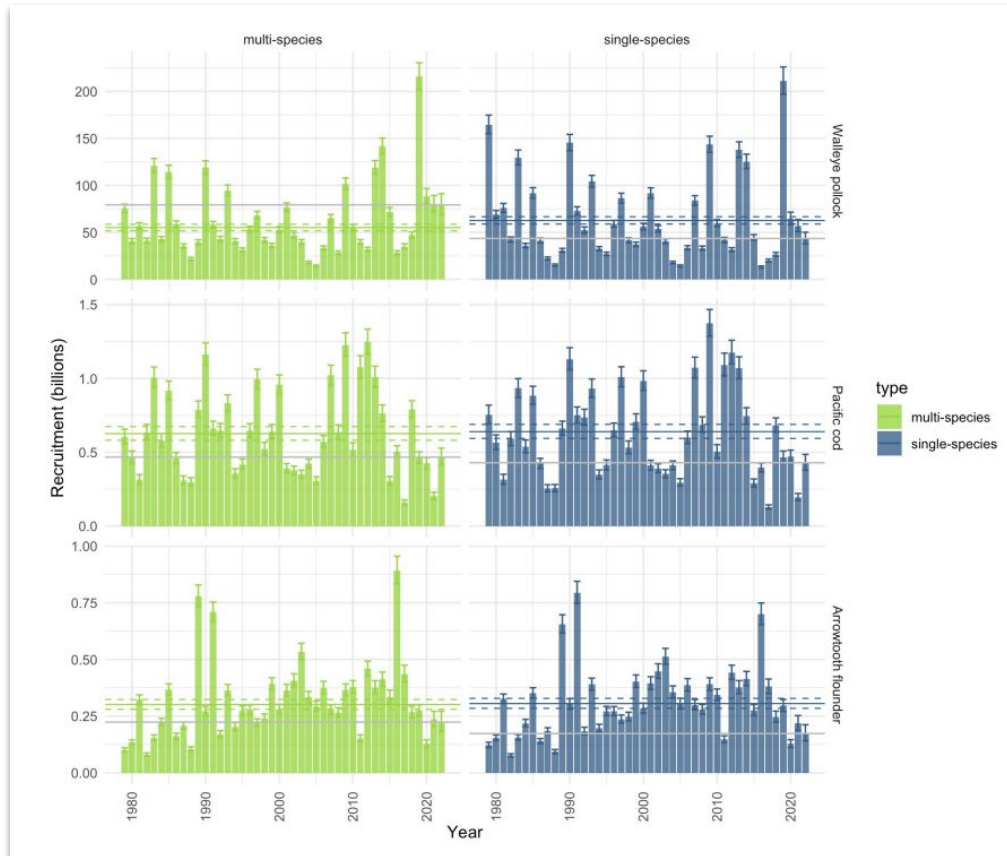 multi-species
single-species
200
150
100
50
0
Walleye pollock
1.5
1.0
0.5
0.0
Pacific cod
1.00
0.75
0.50
0.25
0.00
Arrowtooth flounder
Recruitment (billions)
1980
1990
2000
2010
2020
1980
1990
2000
2010
2020
Year
type
multi-species
single-species